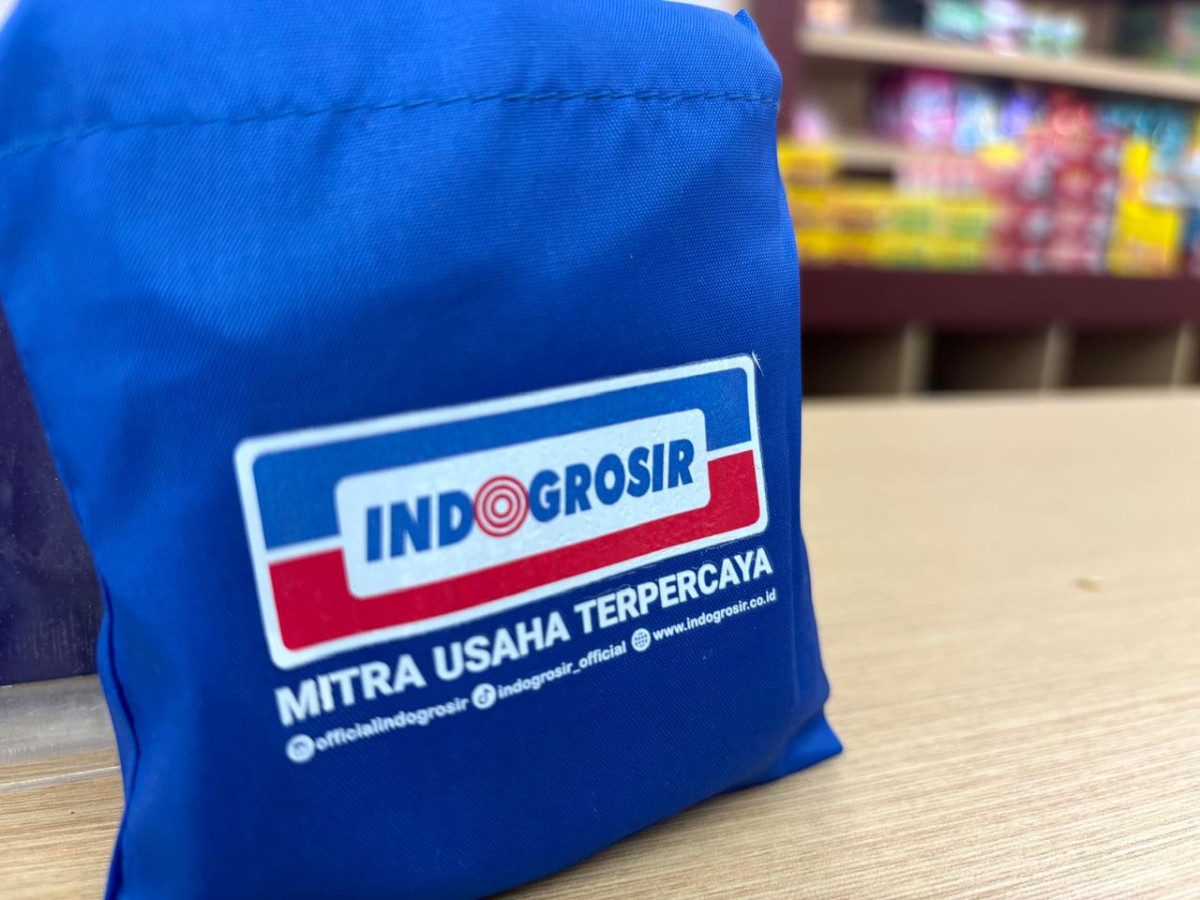 INDOGROSIR
MITRA USAHA TERPERCAYA
officialindogrosir indogrosir_official www.indogrosir.co.id